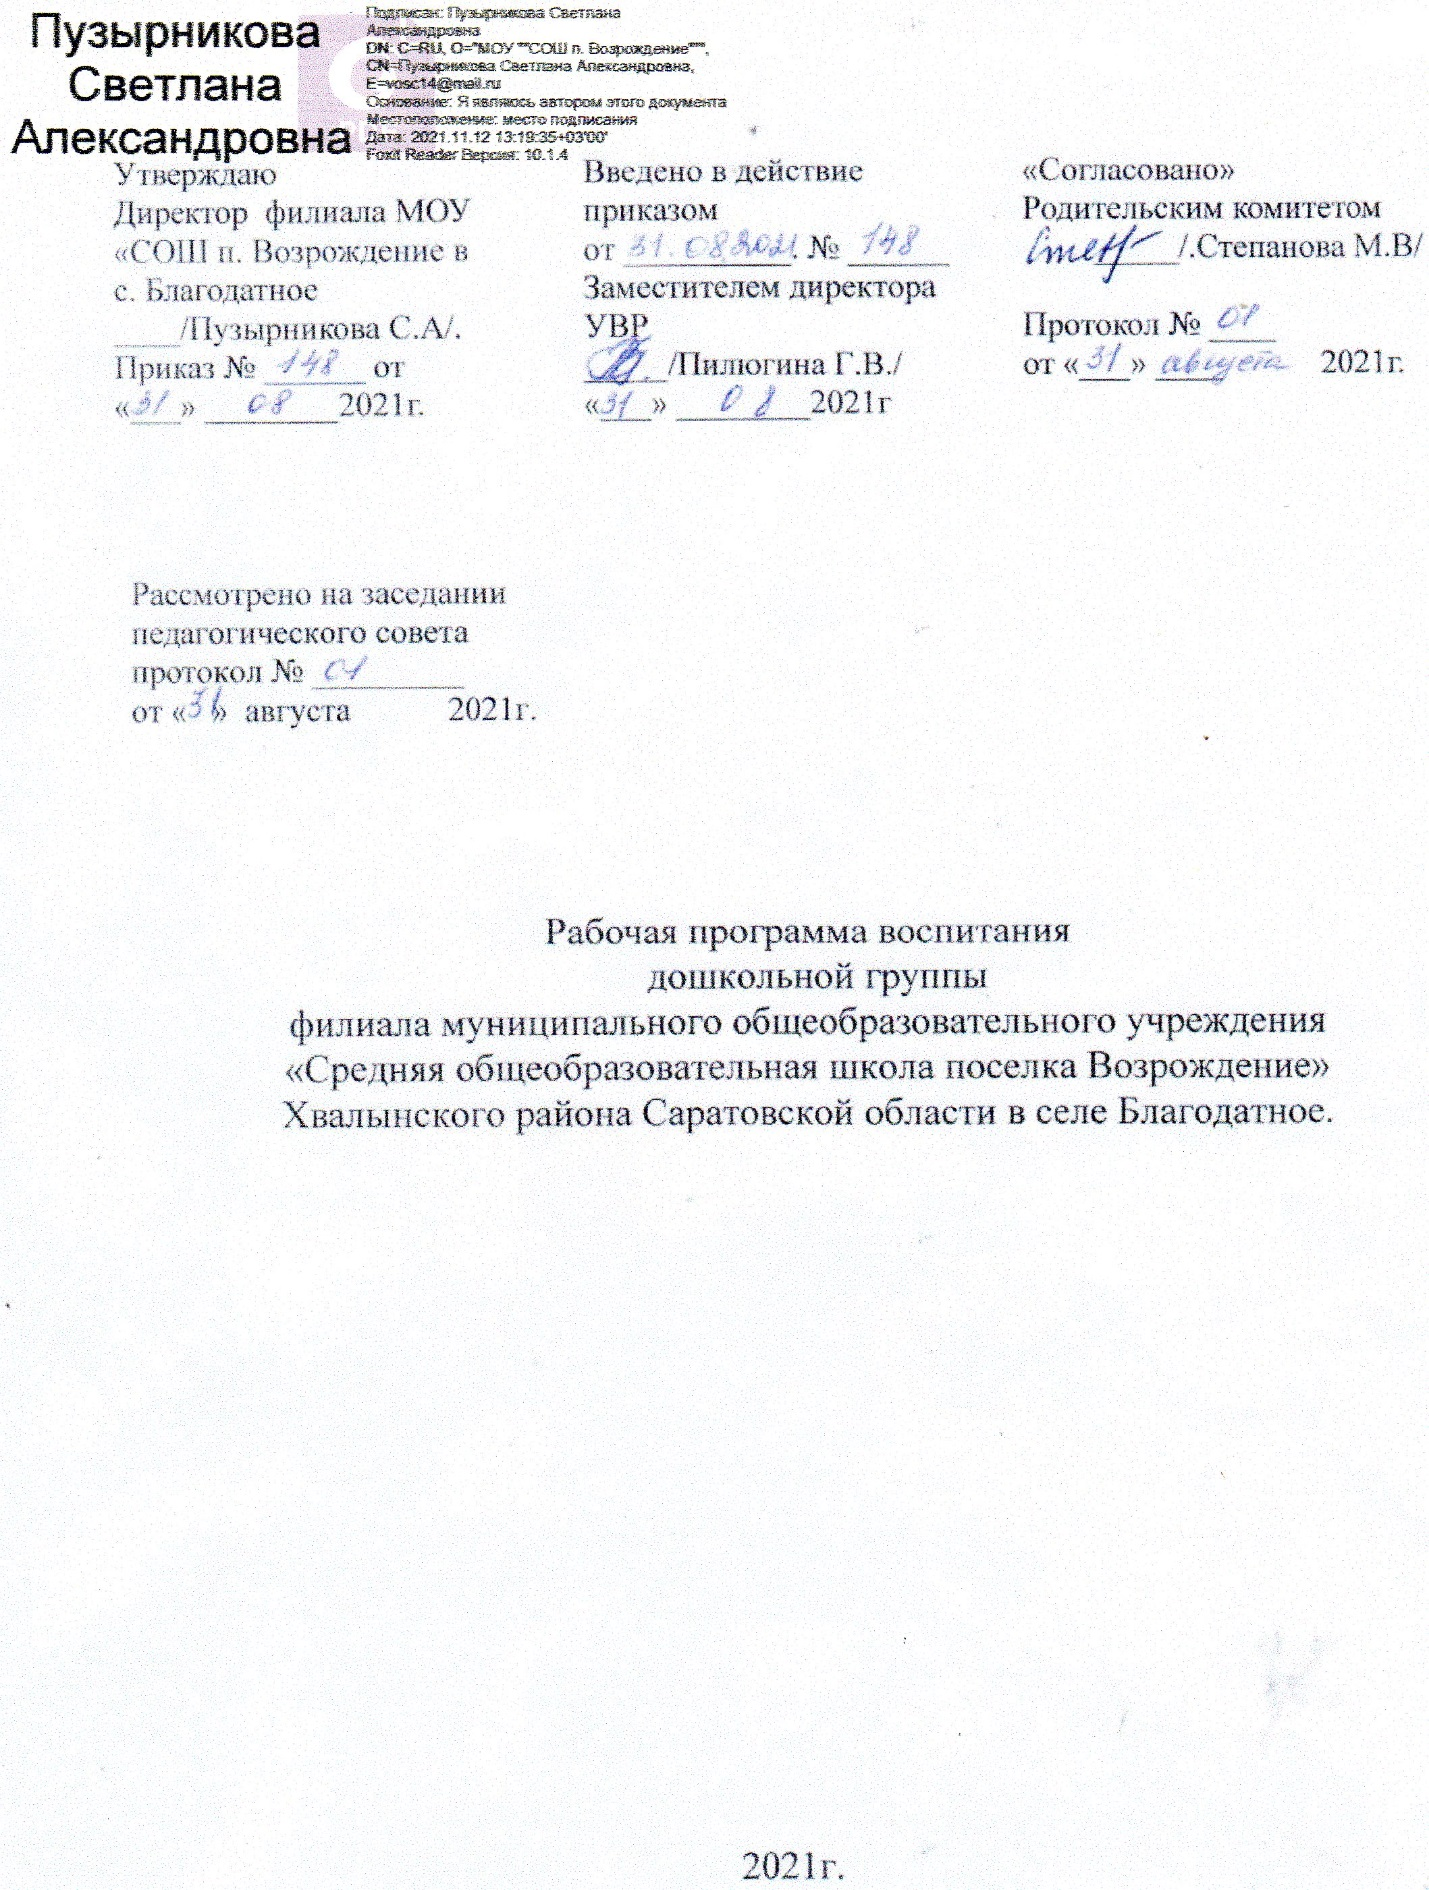 Пузырникова
Светлана
Александровна
Подписан: Пузырникова Светлана
Александровна
DN: C=RU, O="МОУ ""СОШ п. Возрождение""",
CN=Пузырникова Светлана Александровна,
E=vosc14@mail.ru
Основание: Я являюсь автором этого документа
Местоположение: место подписания
Дата: 2021.11.12 13:19:35+03'00'
Foxit Reader Версия: 10.1.4
Утверждаю
Директор филиала МОУ
«СОШ п. Возрождение в
с. Благодатное
_____/Пузырникова С.А/.
Приказ № 148 от
«31» 08 2021г.
Введено в действие
приказом
от 31.08.2021. № 148
Заместителем директора
УВР
_____/Пилюгина Г.В./
«31» 08 2021г
«Согласовано»
Родительским комитетом
_____/.Степанова М.В/
Протокол № 01
от «31» августа 2021г.
Рассмотрено на заседании
педагогического совета
протокол № 01
от «31» августа 2021г.
Рабочая программа воспитания
дошкольной группы
филиала муниципального общеобразовательного учреждения
«Средняя общеобразовательная школа поселка Возрождение»
Хвалынского района Саратовской области в селе Благодатное.
2021г.